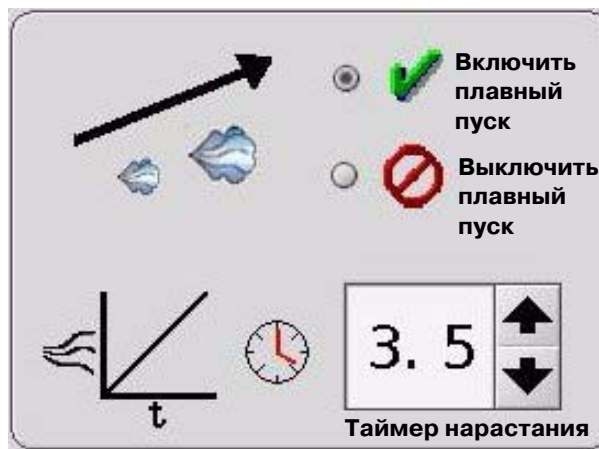 Включить
плавный
пуск
Выключить
плавный
пуск
t
3. 5
Таймер нарастания